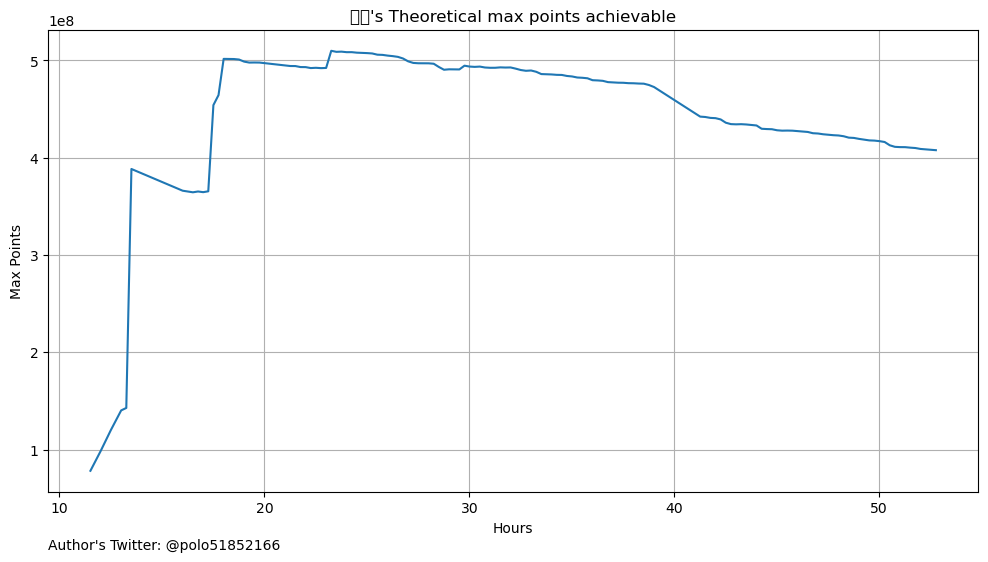 's Theoretical max points achievable
1e8
5
4
3
2
1
Max Points
10 20 30 40 50
Hours
Author's Twitter: @polo51852166